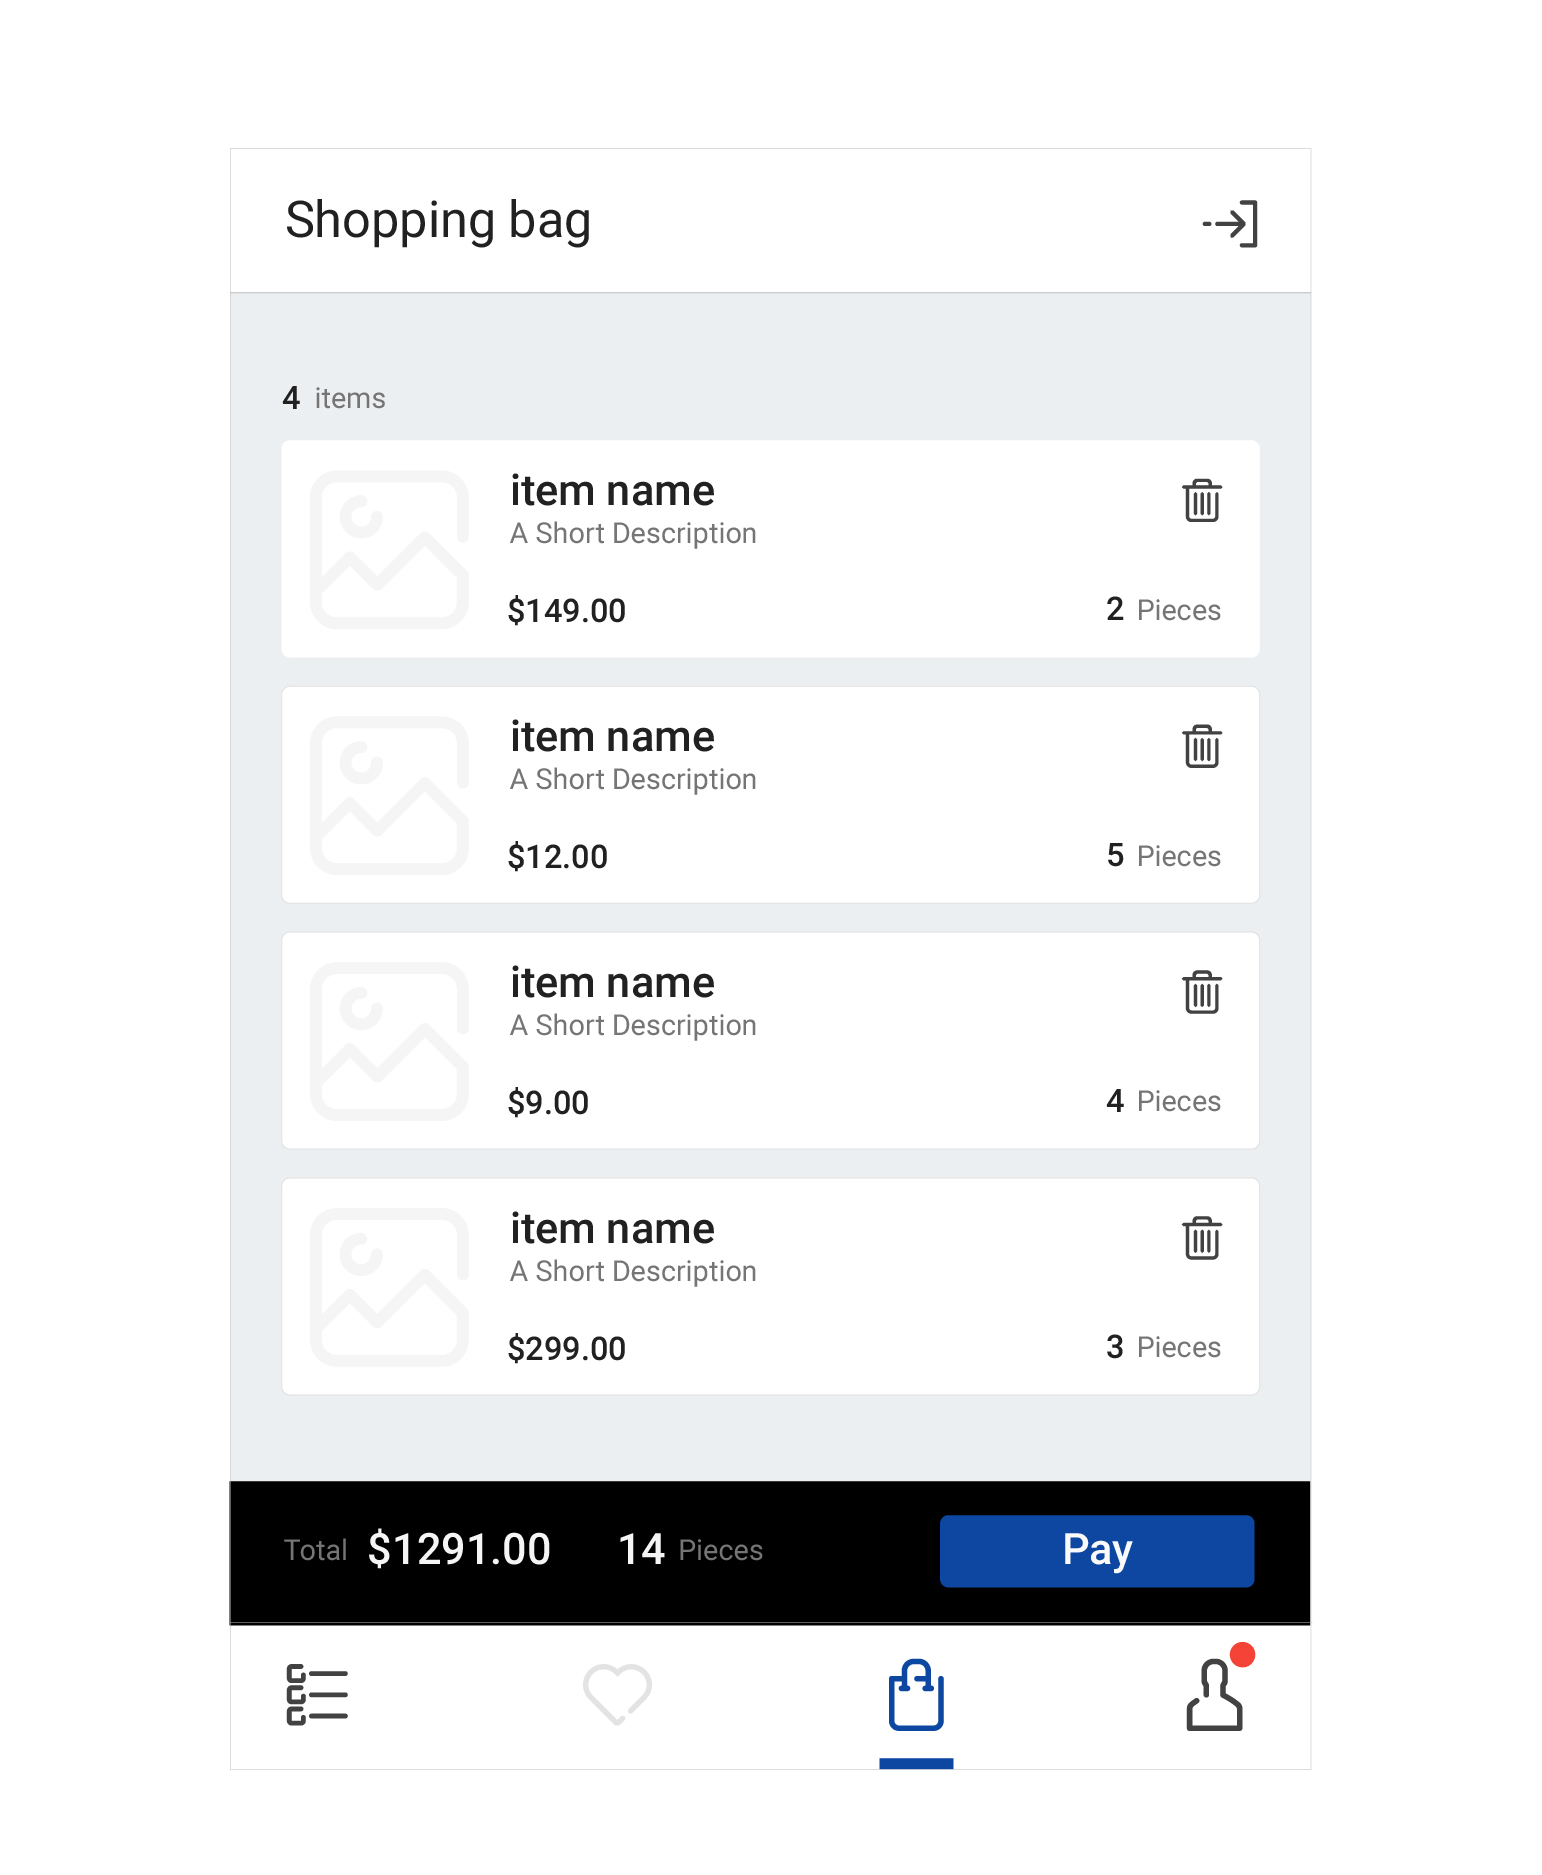 Shopping bag
4 items
item name
A Short Description
$149.00 2 Pieces
item name
A Short Description
$12.00 5 Pieces
item name
A Short Description
$9.00 4 Pieces
item name
A Short Description
$299.00 3 Pieces
Total $1291.00 14 Pieces Pay